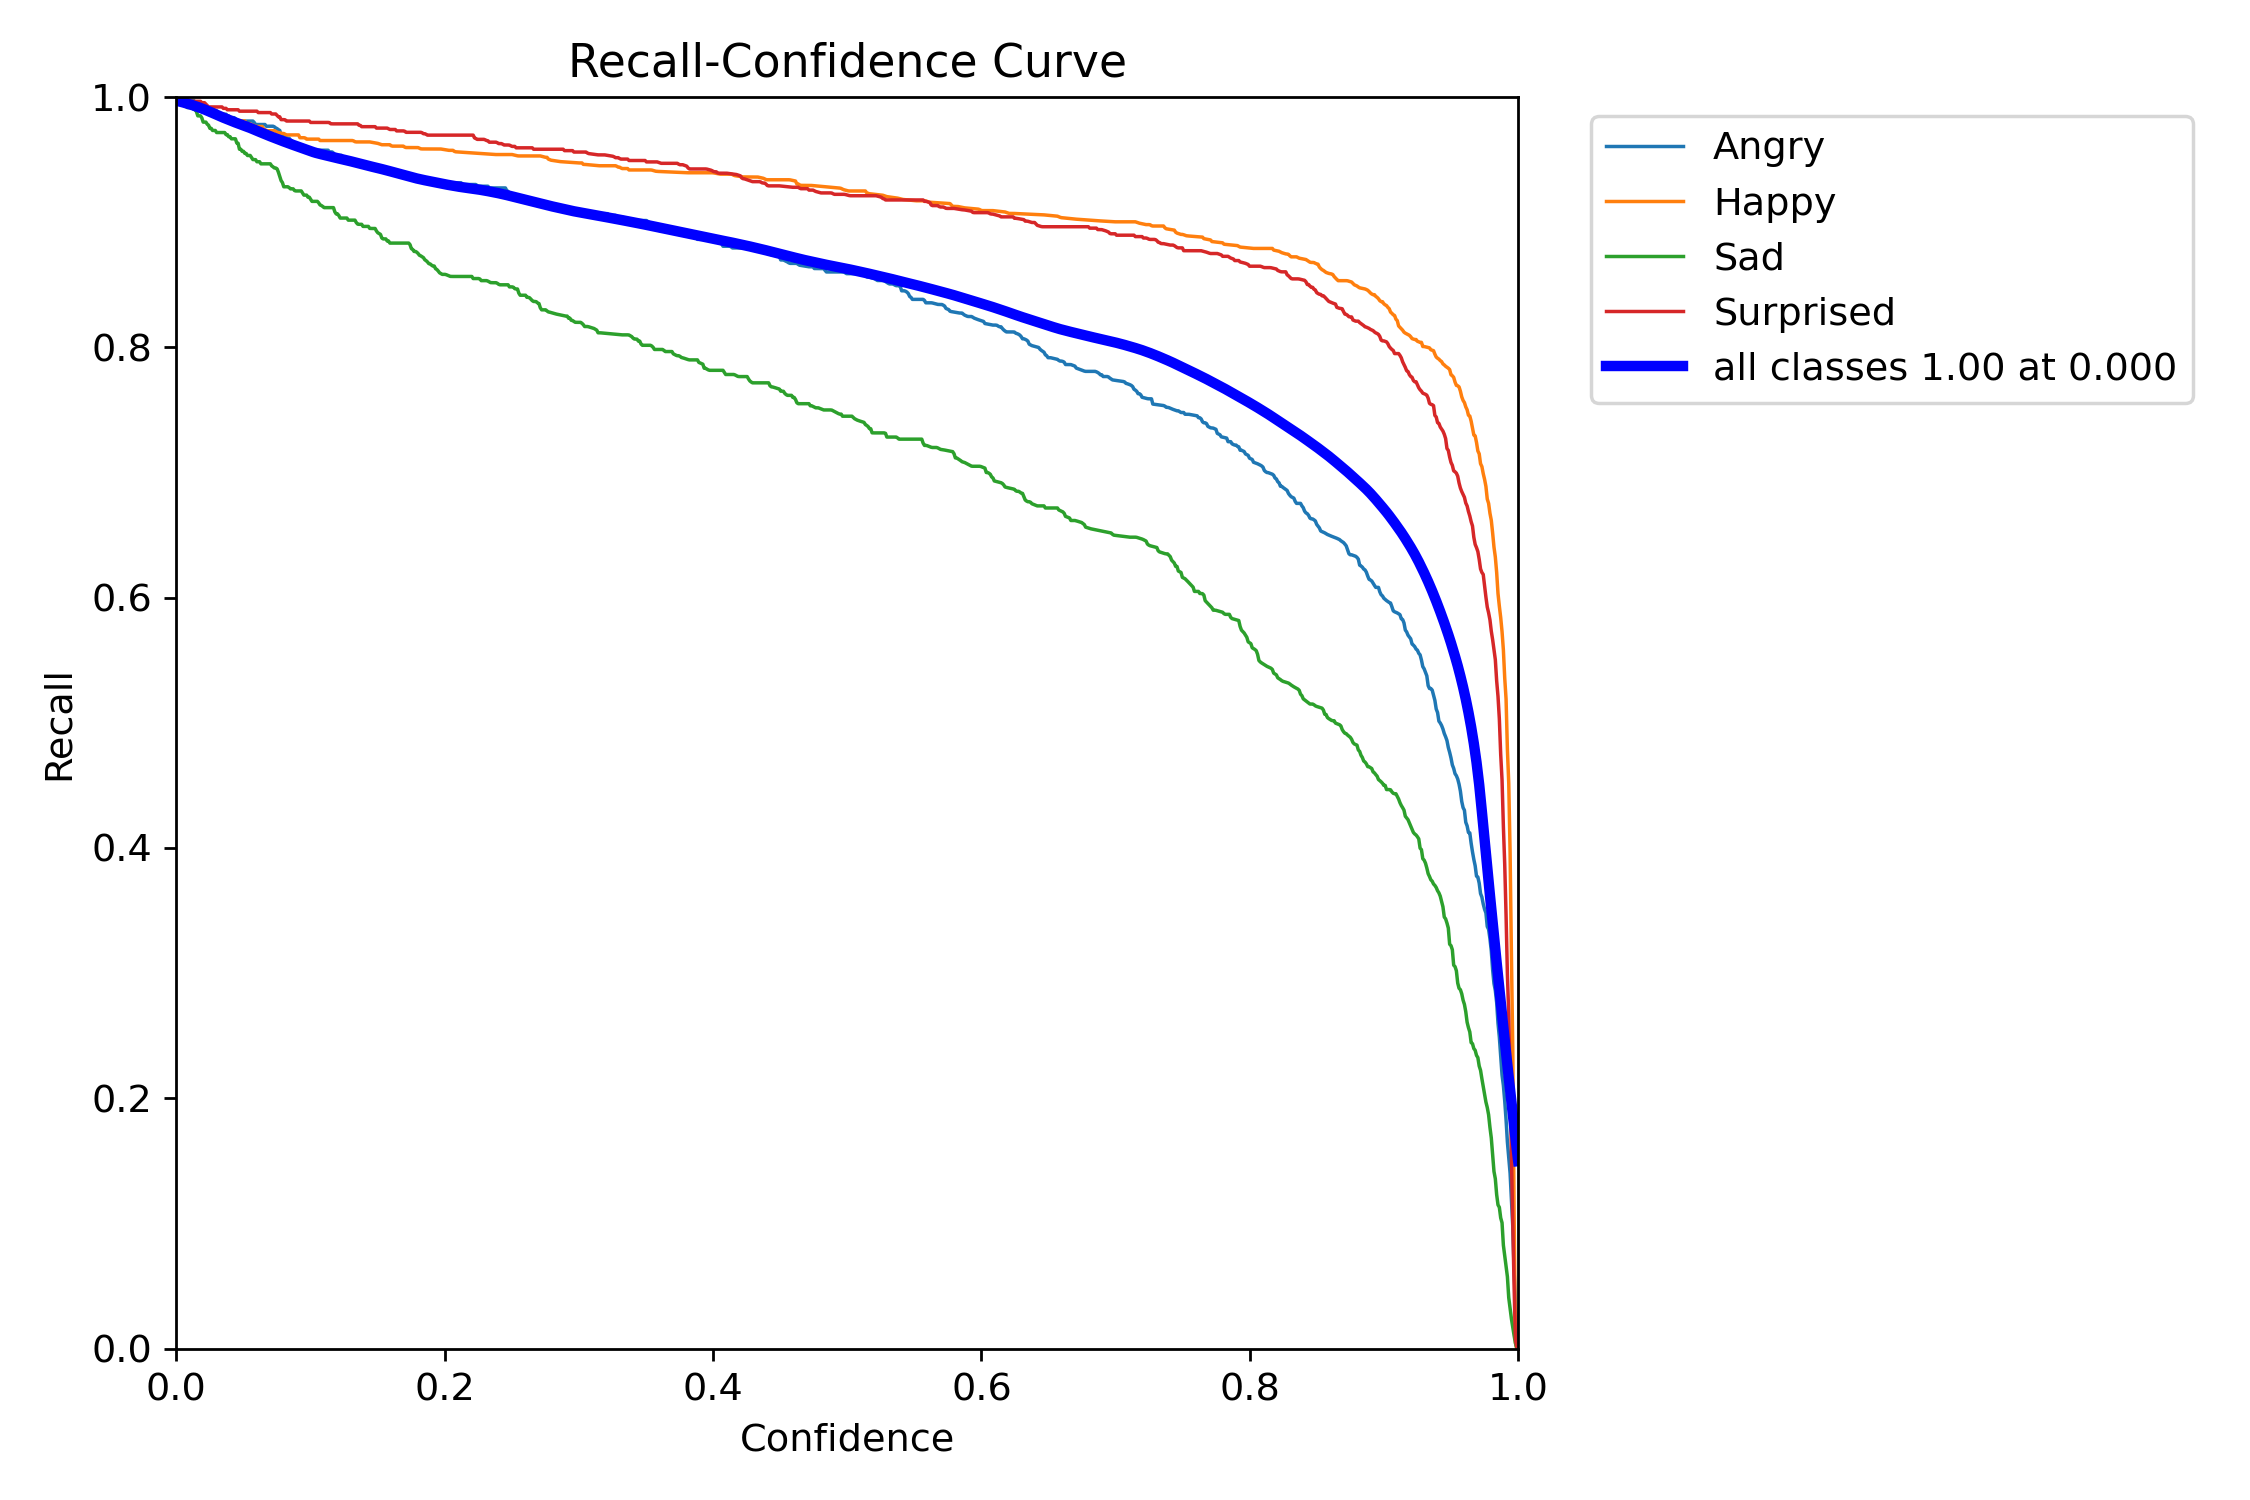 Recall-Confidence Curve
1.0
0.8
0.6
0.4
0.2
0.0
Recall
0.0 0.2 0.4 0.6 0.8 1.0
Confidence
Angry
Happy
Sad
Surprised
all classes 1.00 at 0.000